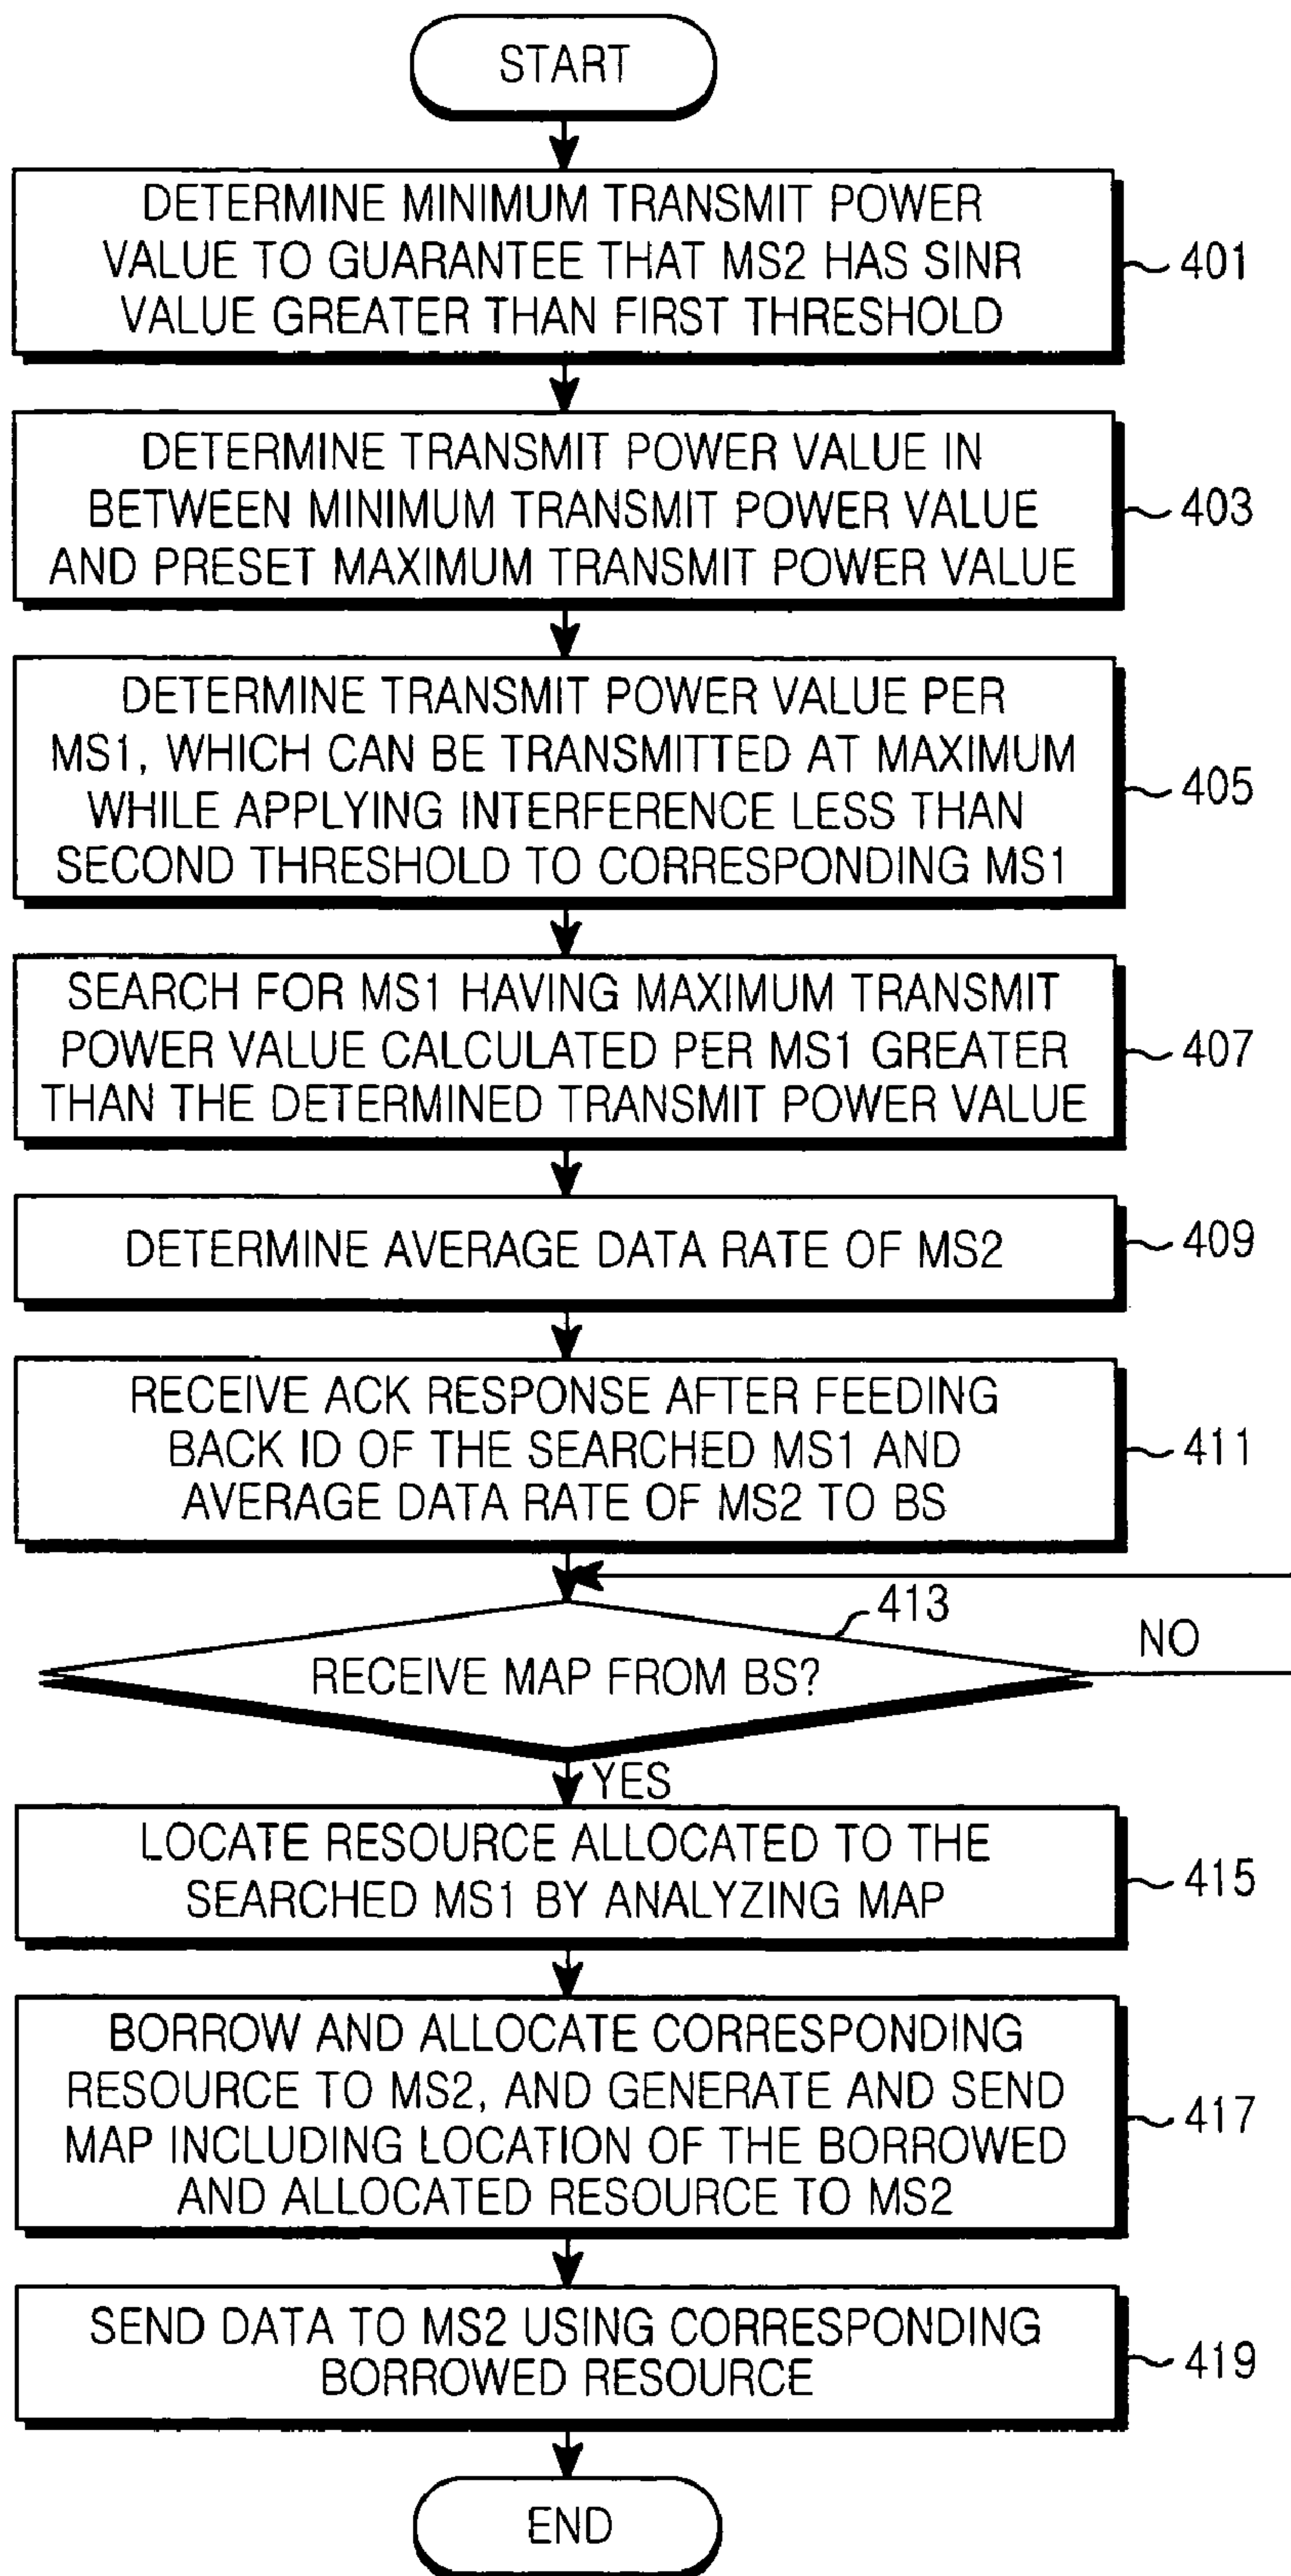 START
DETERMINE MINIMUM TRANSMIT POWER
VALUE TO GUARANTEE THAT MS2 HAS SINR
VALUE GREATER THAN FIRST THRESHOLD
401
DETERMINE TRANSMIT POWER VALUE IN
BETWEEN MINIMUM TRANSMIT POWER VALUE
AND PRESET MAXIMUM TRANSMIT POWER VALUE
403
DETERMINE TRANSMIT POWER VALUE PER
MS1, WHICH CAN BE TRANSMITTED AT MAXIMUM
WHILE APPLYING INTERFERENCE LESS THAN
SECOND THRESHOLD TO CORRESPONDING MS1
405
SEARCH FOR MS1 HAVING MAXIMUM TRANSMIT
POWER VALUE CALCULATED PER MS1 GREATER
THAN THE DETERMINED TRANSMIT POWER VALUE
407
DETERMINE AVERAGE DATA RATE OF MS2
409
RECEIVE ACK RESPONSE AFTER FEEDING
BACK ID OF THE SEARCHED MS1 AND
AVERAGE DATA RATE OF MS2 TO BS
411
413
NO
RECEIVE MAP FROM BS?
YES
LOCATE RESOURCE ALLOCATED TO THE
SEARCHED MS1 BY ANALYZING MAP
415
BORROW AND ALLOCATE CORRESPONDING
RESOURCE TO MS2, AND GENERATE AND SEND
MAP INCLUDING LOCATION OF THE BORROWED
AND ALLOCATED RESOURCE TO MS2
417
SEND DATA TO MS2 USING CORRESPONDING
BORROWED RESOURCE
419
END